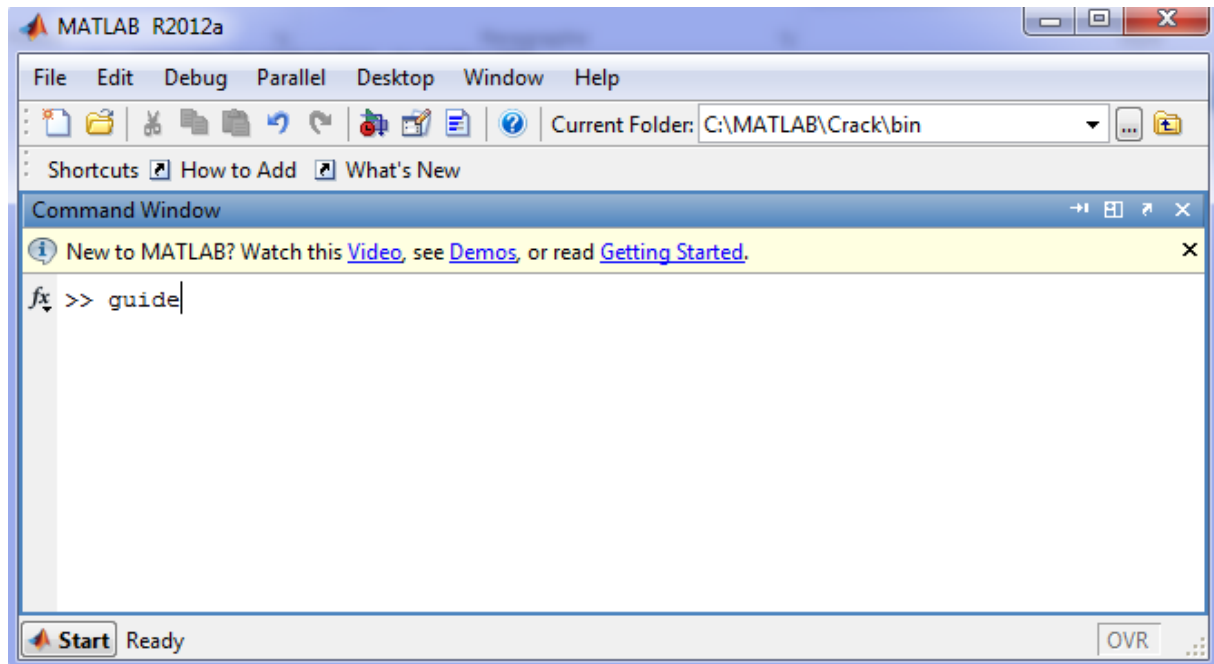 MATLAB R2012a
File Edit Debug Parallel Desktop Window Help
Current Folder: C:\MATLAB\Crack\bin ...
Shortcuts How to Add What's New
Command Window
New to MATLAB? Watch this Video, see Demos, or read Getting Started.
fx >> guide
Start Ready OVR